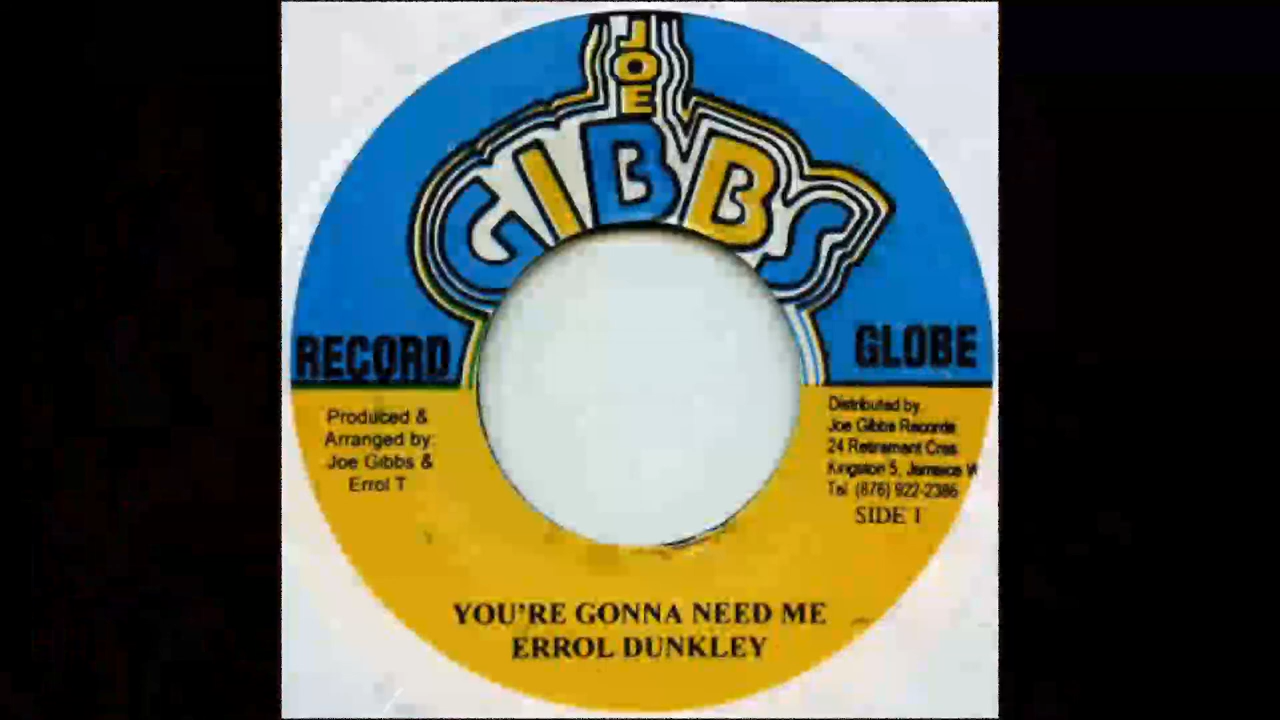 JOE
GIBBS
RECORD GLOBE
Produced &
Arranged by:
Joe Gibbs &
Errol T
Distributed by
Joe Gibbs Records
24 Retirement Cres
Kingston 5, Jamaica W
Tel (876) 922-2386
SIDE 1
YOU'RE GONNA NEED ME
ERROL DUNKLEY